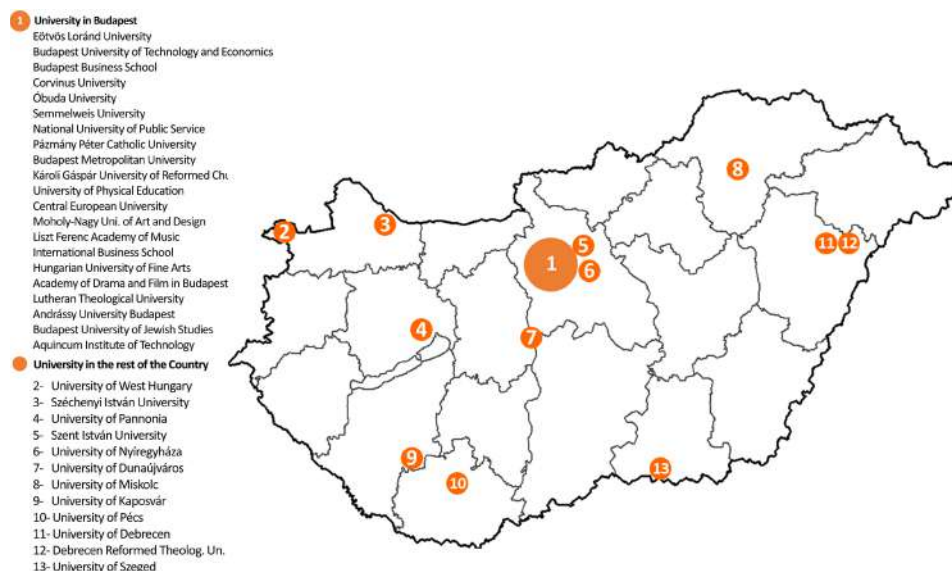 1 University in Budapest
Eötvös Loránd University
Budapest University of Technology and Economics
Budapest Business School
Corvinus University
Óbuda University
Semmelweis University
National University of Public Service
Pázmány Péter Catholic University
Budapest Metropolitan University
Károli Gáspár University of Reformed Chu
University of Physical Education
Central European University
Moholy-Nagy Uni. of Art and Design
Liszt Ferenc Academy of Music
International Business School
Hungarian University of Fine Arts
Academy of Drama and Film in Budapest
Lutheran Theological University
Andrássy University Budapest
Budapest University of Jewish Studies
Aquincum Institute of Technology
University in the rest of the Country
2- University of West Hungary
3- Széchenyi István University
4- University of Pannonia
5- Szent István University
6- University of Nyíregyháza
7- University of Dunaújváros
8- University of Miskolc
9- University of Kaposvár
10- University of Pécs
11- University of Debrecen
12- Debrecen Reformed Theolog. Un.
13- University of Szeged
8
3
2
5
11
12
1
6
4
7
9
13
10